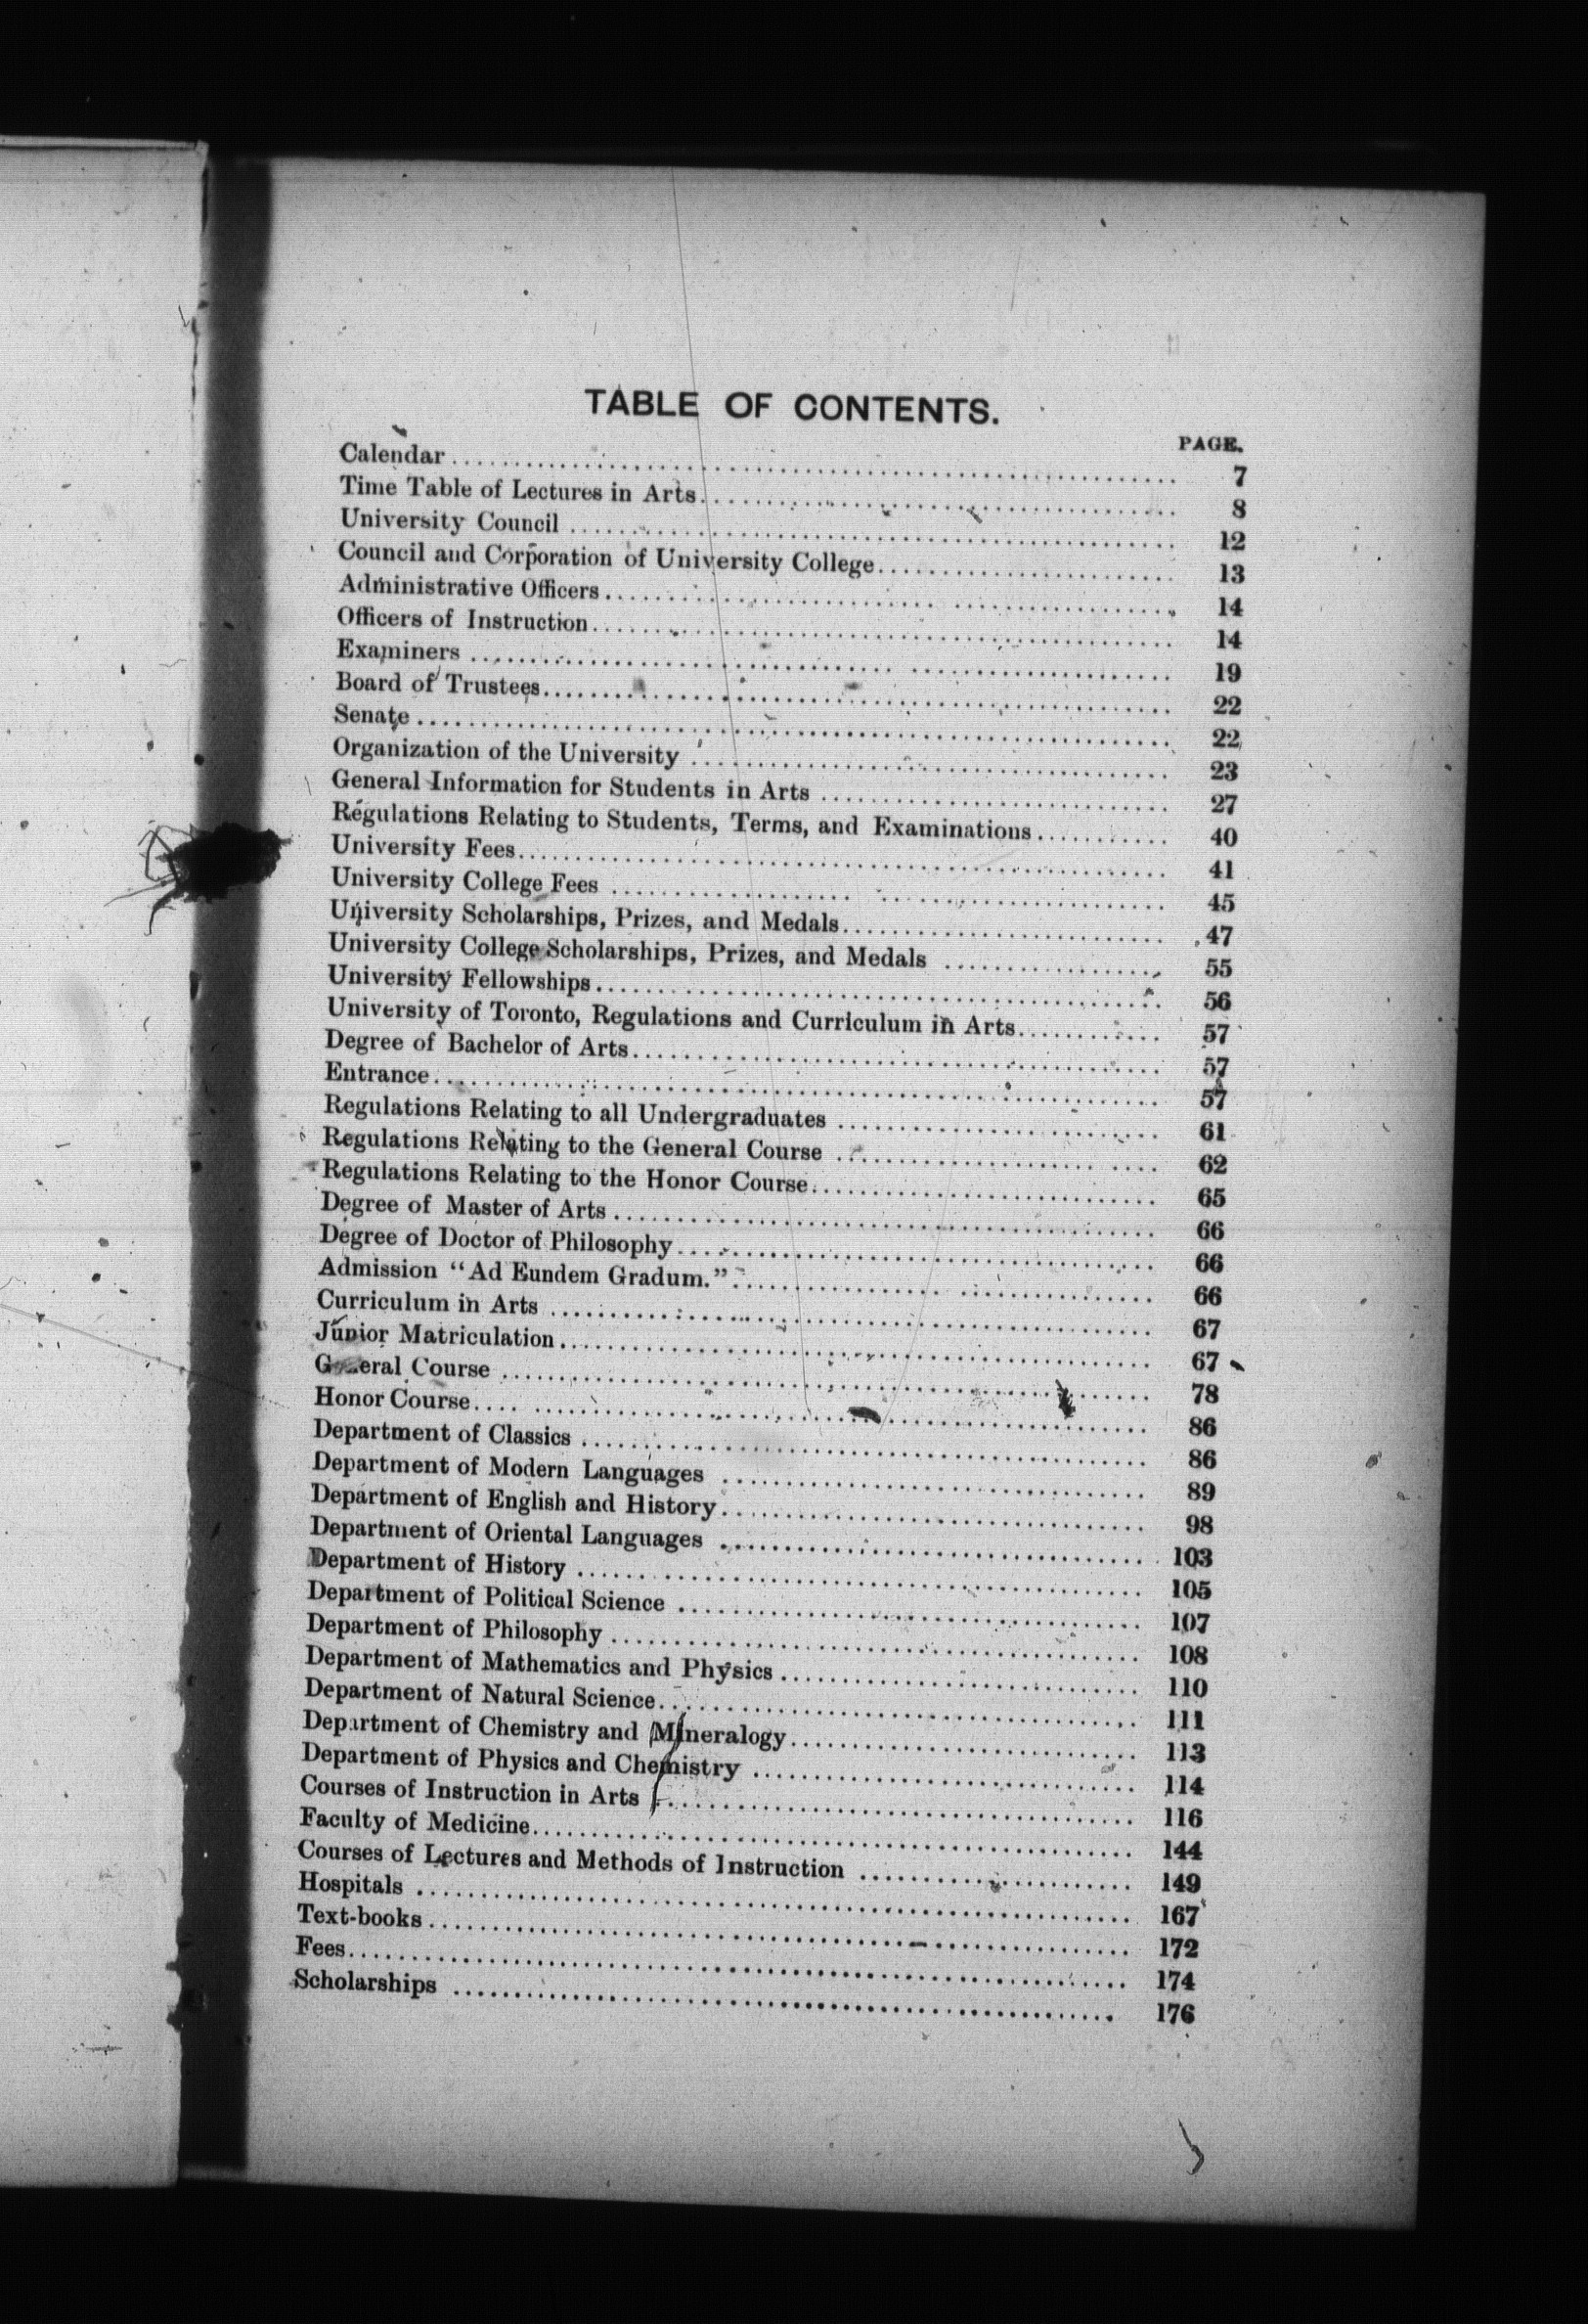 TABLE OF CONTENTS.
PAGE.
Calendar .......... 7
Time Table of Lectures in Arts .......... 8
University Council .......... 12
Council and Corporation of University College .......... 13
Administrative Officers .......... 14
Officers of Instruction .......... 14
Examiners .......... 19
Board of Trustees .......... 22
Senate .......... 22
Organization of the University .......... 23
General Information for Students in Arts .......... 27
Regulations Relating to Students, Terms, and Examinations .......... 40
University Fees .......... 41
University College Fees .......... 45
University Scholarships, Prizes, and Medals .......... 47
University College Scholarships, Prizes, and Medals .......... 55
University Fellowships .......... 56
University of Toronto, Regulations and Curriculum in Arts .......... 57
Degree of Bachelor of Arts .......... 57
Entrance .......... 57
Regulations Relating to all Undergraduates .......... 61
Regulations Relating to the General Course .......... 62
Regulations Relating to the Honor Course .......... 65
Degree of Master of Arts .......... 66
Degree of Doctor of Philosophy .......... 66
Admission “Ad Eundem Gradum.” .......... 66
Curriculum in Arts .......... 67
Junior Matriculation .......... 67
General Course .......... 78
Honor Course .......... 86
Department of Classics .......... 86
Department of Modern Languages .......... 89
Department of English and History .......... 98
Department of Oriental Languages .......... 103
Department of History .......... 105
Department of Political Science .......... 107
Department of Philosophy .......... 108
Department of Mathematics and Physics .......... 110
Department of Natural Science .......... 111
Department of Chemistry and Mineralogy .......... 113
Department of Physics and Chemistry .......... 114
Courses of Instruction in Arts .......... 116
Faculty of Medicine .......... 144
Courses of Lectures and Methods of Instruction .......... 149
Hospitals .......... 167
Text-books .......... 172
Fees .......... 174
Scholarships .......... 176